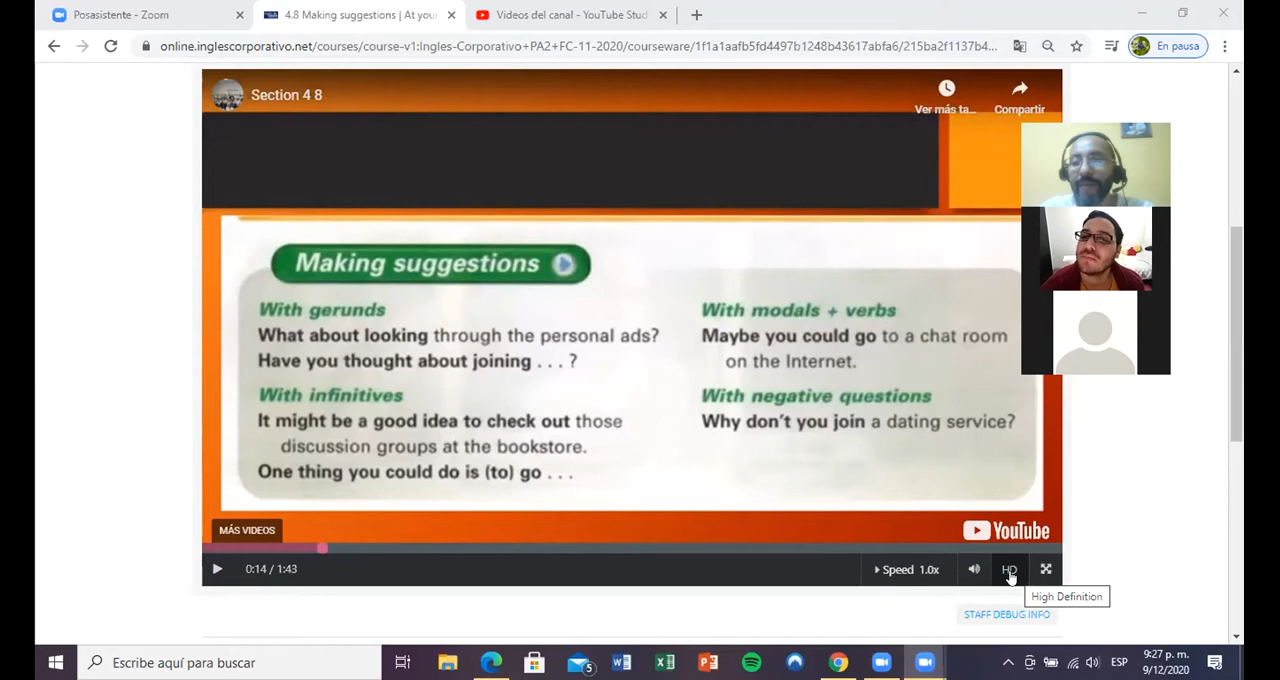 Posasistente - Zoom
4.8 Making suggestions | At your
Videos del canal - YouTube Stud
online.inglescorporativo.net/courses/course-v1:Ingles-Corporativo+PA2+FC-11-2020/courseware/1f1a1aafb5fd4497b1248b43617abfa6/215ba2f1137b4...
En pausa
Section 4 8
Ver más ta...
Compartir
Making suggestions
With gerunds
What about looking through the personal ads?
Have you thought about joining . . . ?
With infinitives
It might be a good idea to check out those
discussion groups at the bookstore.
One thing you could do is (to) go . . .
With modals + verbs
Maybe you could go to a chat room
on the Internet.
With negative questions
Why don't you join a dating service?
MÁS VIDEOS
YouTube
0:14 / 1:43
Speed 1.0x
HD
High Definition
STAFF DEBUG INFO
Escribe aquí para buscar
5
ESP
9:27 p. m.
9/12/2020